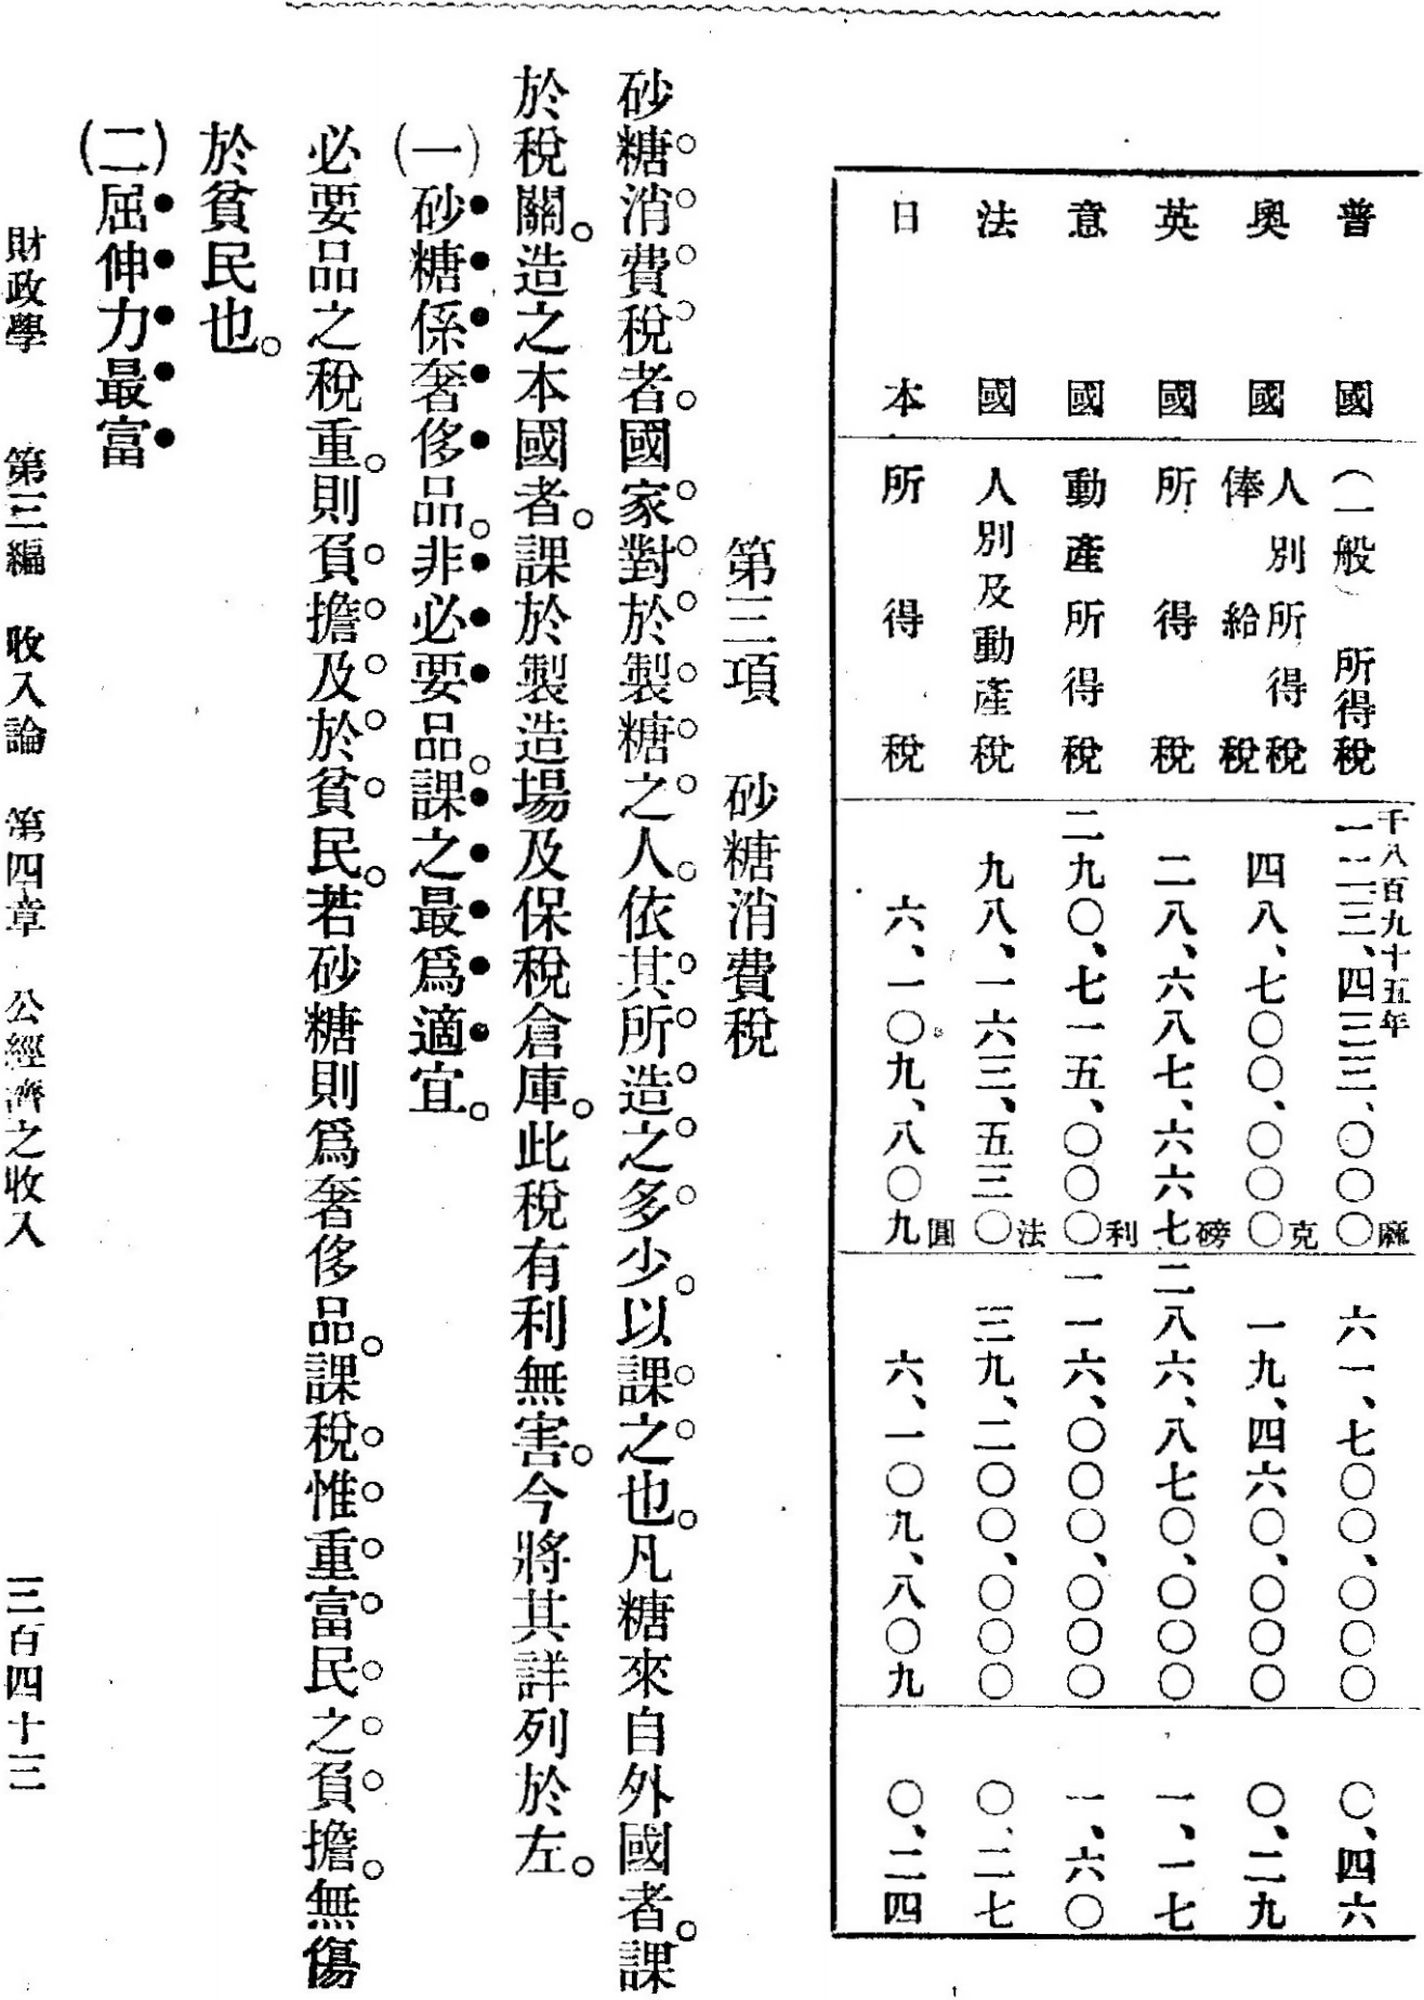 普國 (一般)所得稅 千八百九十五年 一二三、四三三、〇〇〇麻 六一、七〇〇、〇〇〇 〇、四六
奧國 人別所得稅 俸給稅 四八、七〇〇、〇〇〇克 一九、四六〇、〇〇〇 〇、二九
英國 所得稅 二八、六八七、六六七磅 二八六、八七〇、〇〇〇 一、一七
意國 動產所得稅 二九〇、七一五、〇〇〇利 一一六、〇〇〇、〇〇〇 一、六〇
法國 人別及動產稅 九八、一六三、五三〇法 三九、二〇〇、〇〇〇 〇、二七
日本 所得稅 六、一〇九、八〇九圓 六、一〇九、八〇九 〇、二四
第三項 砂糖消費稅
砂糖消費稅者。國家對於製糖之人。依其所造之多少。以課之也。凡糖來自外國者。課
於稅關。造之本國者。課於製造場及保稅倉庫。此稅有利無害。今將其詳列於左。
(一)砂糖係奢侈品。非必要品。課之最爲適宜。
必要品之稅重。則負擔及於貧民。若砂糖則爲奢侈品。課稅惟重富民之負擔。無傷
於貧民也。
(二)屈伸力最富
財政學 第三編 收入論 第四章 公經濟之收入 三百四十三